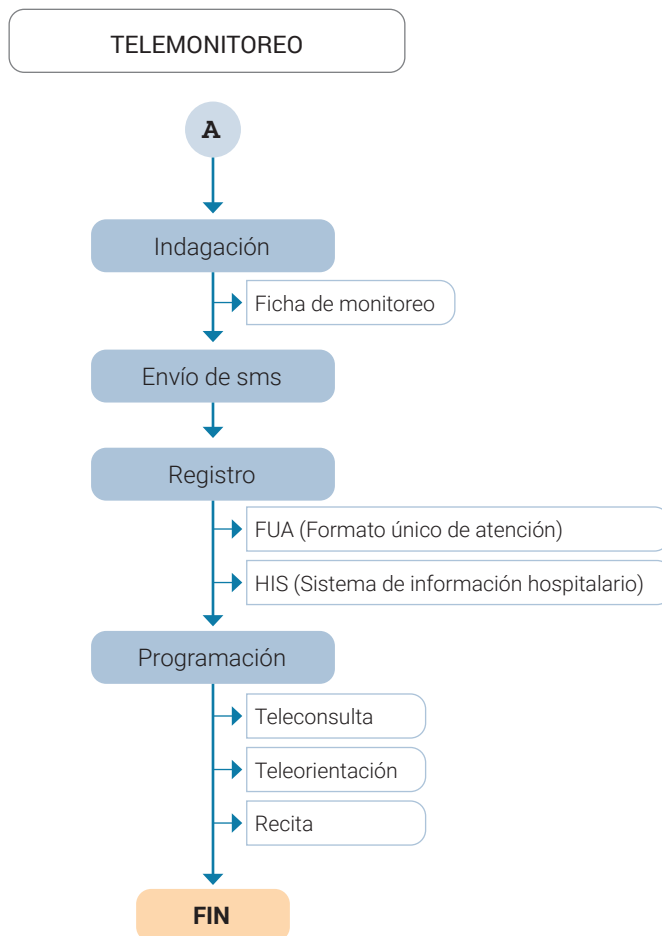 TELEMONITOREO
A
Indagación
Ficha de monitoreo
Envío de sms
Registro
FUA (Formato único de atención)
HIS (Sistema de información hospitalario)
Programación
Teleconsulta
Teleorientación
Recita
FIN